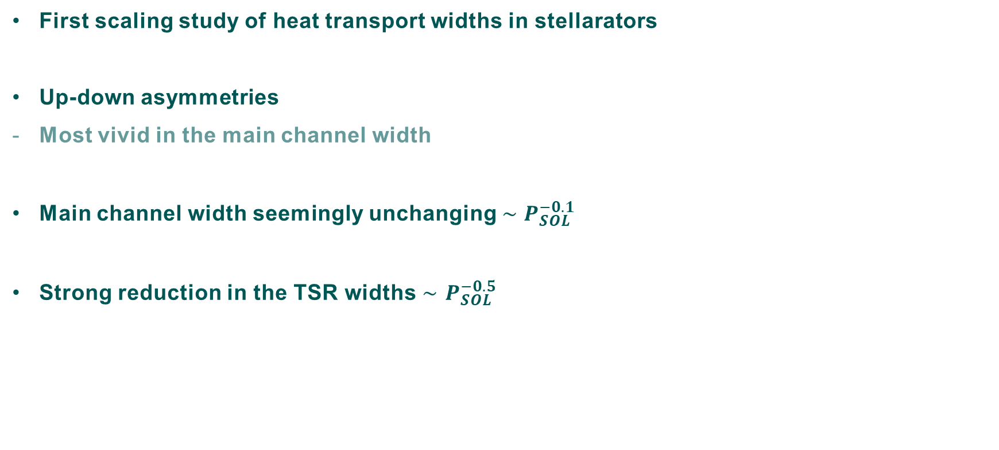 • First scaling study of heat transport widths in stellarators
• Up-down asymmetries
- Most vivid in the main channel width
• Main channel width seemingly unchanging ~ $P_{SOL}^{-0.1}$
• Strong reduction in the TSR widths ~ $P_{SOL}^{-0.5}$